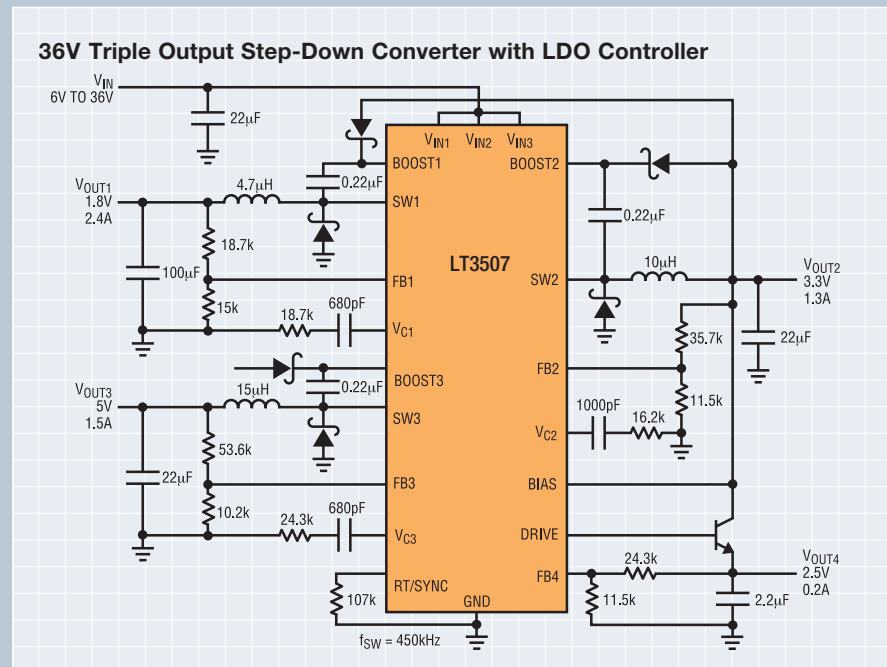 36V Triple Output Step-Down Converter with LDO Controller
VIN
6V TO 36V
22µF
VIN1 VIN2 VIN3
BOOST1
BOOST2
0.22µF
4.7µH
VOUT1
1.8V
2.4A
SW1
0.22µF
18.7k
100µF
LT3507
10µH
SW2
VOUT2
3.3V
1.3A
FB1
15k
18.7k
680pF
VC1
35.7k
22µF
FB2
BOOST3
0.22µF
15µH
VOUT3
5V
1.5A
SW3
11.5k
1000pF
16.2k
VC2
53.6k
22µF
FB3
BIAS
10.2k
24.3k
680pF
VC3
DRIVE
24.3k
VOUT4
2.5V
0.2A
FB4
RT/SYNC
107k
11.5k
2.2µF
GND
fSW = 450kHz